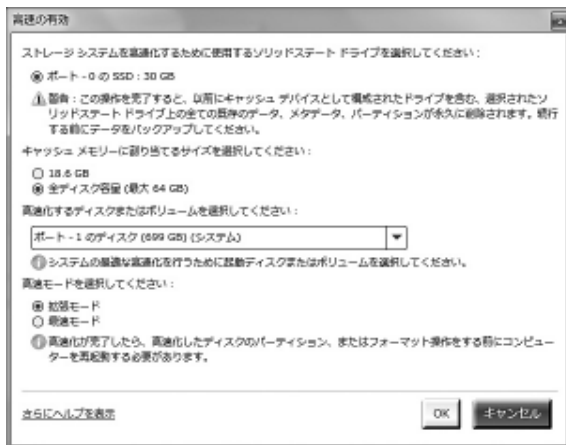 高速の有効
ストレージ システムを高速化するために使用するソリッドステート ドライブを選択してください:
ポート - 0 の SSD : 30 GB
警告 : この操作を完了すると、以前にキャッシュ デバイスとして構成されたドライブを含む、選択されたソ
リッドステート ドライブ上の全ての既存のデータ、メタデータ、パーティションが永久に削除されます。続行
する前にデータをバックアップしてください。
キャッシュ メモリーに割り当てるサイズを選択してください:
18.6 GB
全ディスク容量 (最大 64 GB)
高速化するディスクまたはボリュームを選択してください:
ポート - 1 のディスク (699 GB) (システム)
システムの最適な高速化を行うために起動ディスクまたはボリュームを選択してください。
高速モードを選択してください:
拡張モード
最速モード
高速化が完了したら、高速化したディスクのパーティション、またはフォーマット操作をする前にコンピュー
ターを再起動する必要があります。
さらにヘルプを表示
OK
キャンセル